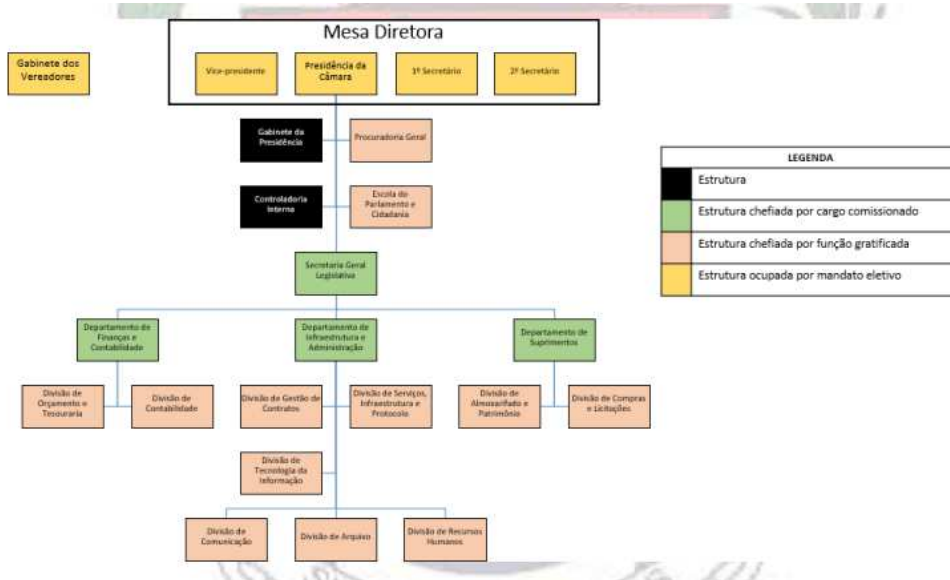 Mesa Diretora
Gabinete dos
Vereadores
Vice-presidente
Presidência da
Câmara
1º Secretário
2º Secretário
Gabinete da
Presidência
Procuradoria Geral
Controladoria
Interna
Escola do
Parlamento e
Cidadania
LEGENDA
Estrutura
Estrutura chefiada por cargo comissionado
Estrutura chefiada por função gratificada
Estrutura ocupada por mandato eletivo
Secretaria Geral
Legislativa
Departamento de
Finanças e
Contabilidade
Departamento de
Infraestrutura e
Administração
Departamento de
Suprimentos
Divisão de
Orçamento e
Tesouraria
Divisão de
Contabilidade
Divisão de Gestão de
Contratos
Divisão de Serviços,
Infraestrutura e
Protocolo
Divisão de
Almoxarifado e
Patrimônio
Divisão de Compras
e Licitações
Divisão de
Tecnologia da
Informação
Divisão de
Comunicação
Divisão de Arquivo
Divisão de Recursos
Humanos